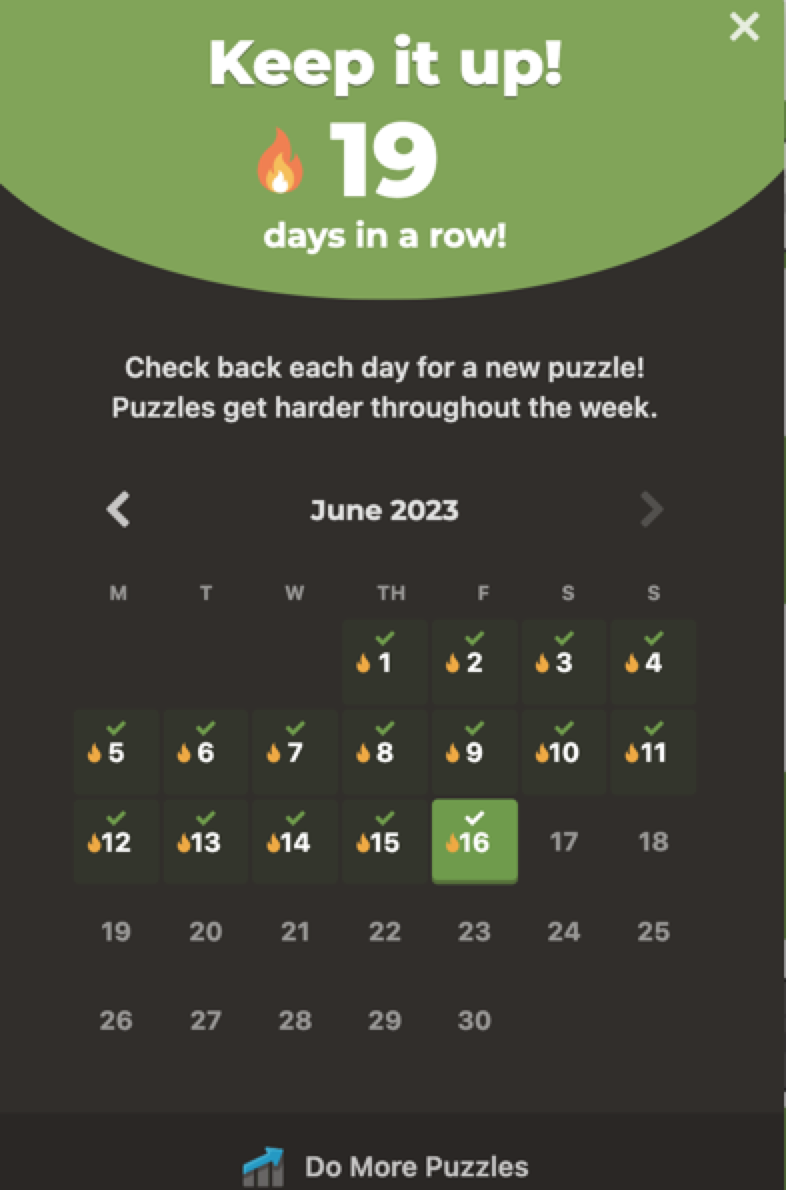 Keep it up!
19
days in a row!
Check back each day for a new puzzle!
Puzzles get harder throughout the week.
June 2023
M T W TH F S S
1 2 3 4
5 6 7 8 9 10 11
12 13 14 15 16 17 18
19 20 21 22 23 24 25
26 27 28 29 30
Do More Puzzles